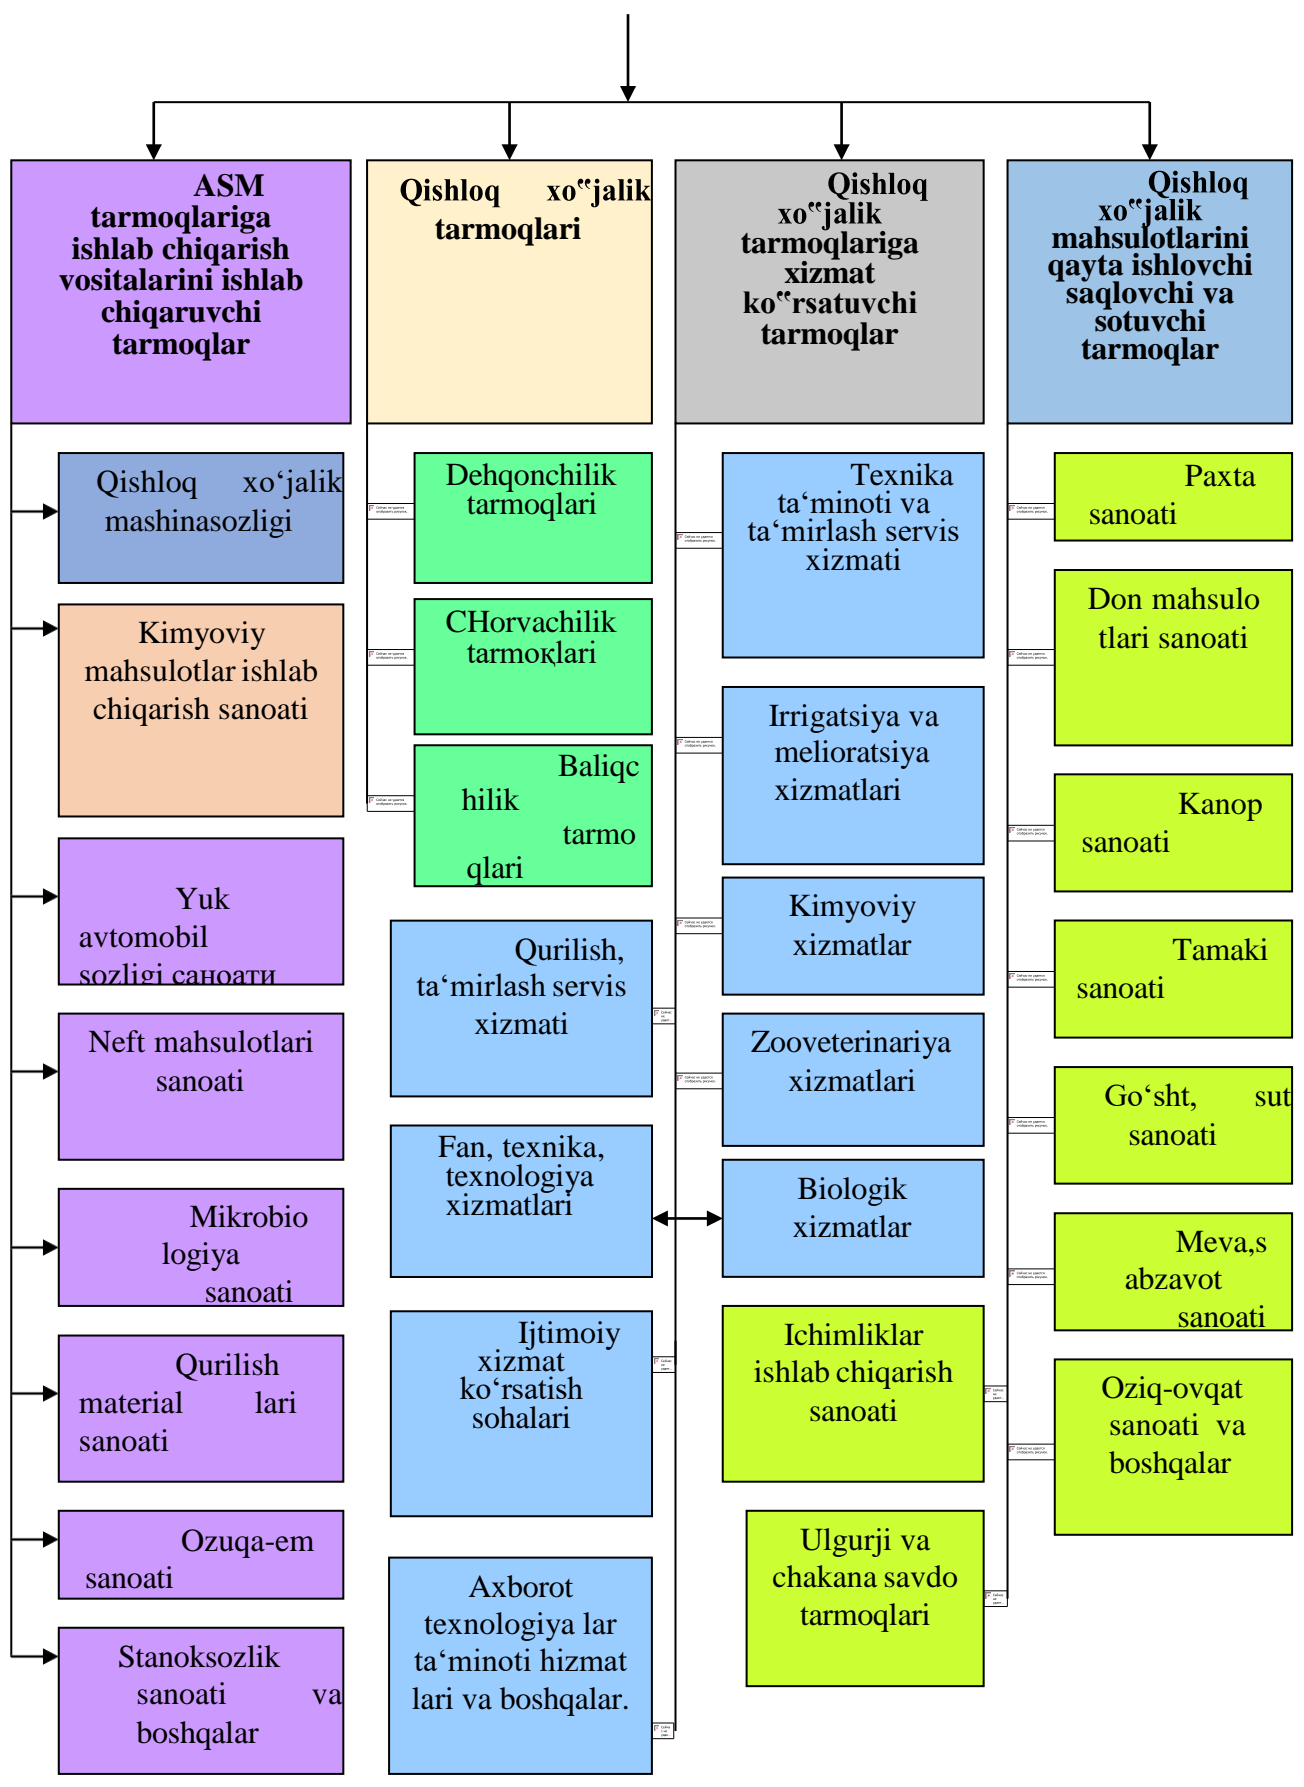 ASM
tarmoqlariga
ishlab chiqarish
vositalarini ishlab
chiqaruvchi
tarmoqlar
Qishloq xo‟jalik
tarmoqlari
Qishloq
xo‟jalik
tarmoqlariga
xizmat
ko‟rsatuvchi
tarmoqlar
Qishloq
xo‟jalik
mahsulotlarini
qayta ishlovchi
saqlovchi va
sotuvchi
tarmoqlar
Qishloq xo‘jalik
mashinasozligi
Kimyoviy
mahsulotlar ishlab
chiqarish sanoati
Yuk
avtomobil
sozligi саноати
Neft mahsulotlari
sanoati
Mikrobio
logiya
sanoati
Qurilish
material lari
sanoati
Ozuqa-em
sanoati
Stanoksozlik
sanoati va
boshqalar
Dehqonchilik
tarmoqlari
CHorvachilik
tarmoқlari
Baliqc
hilik
tarmo
qlari
Qurilish,
ta‘mirlash servis
xizmati
Fan, texnika,
texnologiya
xizmatlari
Ijtimoiy
xizmat
ko‘rsatish
sohalari
Axborot
texnologiya lar
ta‘minoti hizmat
lari va boshqalar.
Texnika
ta‘minoti va
ta‘mirlash servis
xizmati
Irrigatsiya va
melioratsiya
xizmatlari
Kimyoviy
xizmatlar
Zooveterinariya
xizmatlari
Biologik
xizmatlar
Ichimliklar
ishlab chiqarish
sanoati
Ulgurji va
chakana savdo
tarmoqlari
Paxta
sanoati
Don mahsulo
tlari sanoati
Kanop
sanoati
Tamaki
sanoati
Go‘sht, sut
sanoati
Meva,s
abzavot
sanoati
Oziq-ovqat
sanoati va
boshqalar